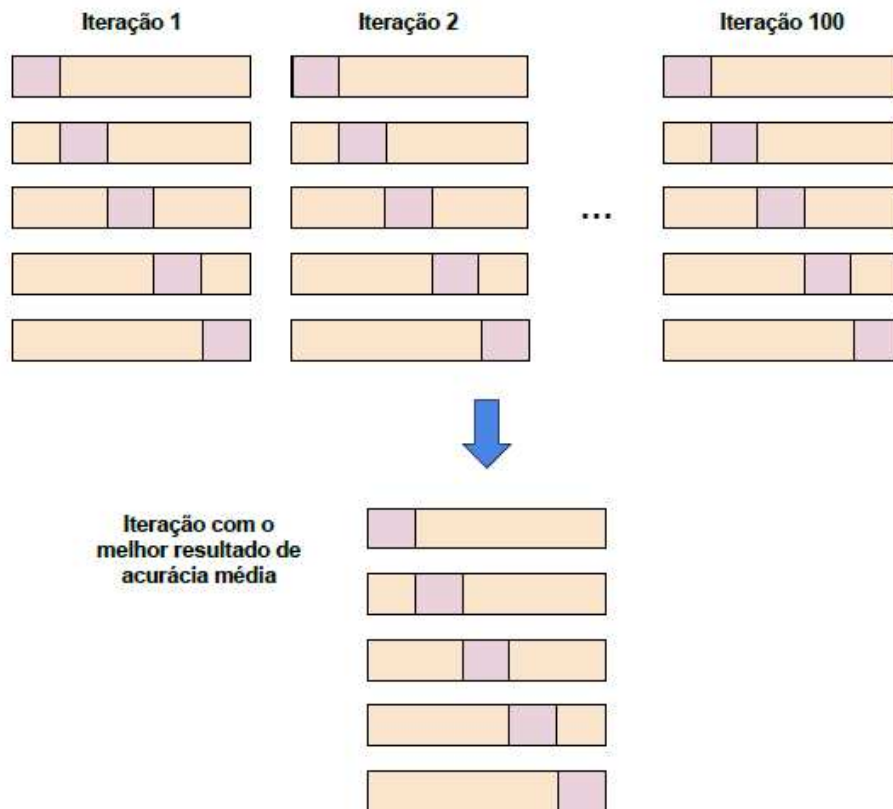 Iteração 1
Iteração 2
Iteração 100
...
Iteração com o
melhor resultado de
acurácia média